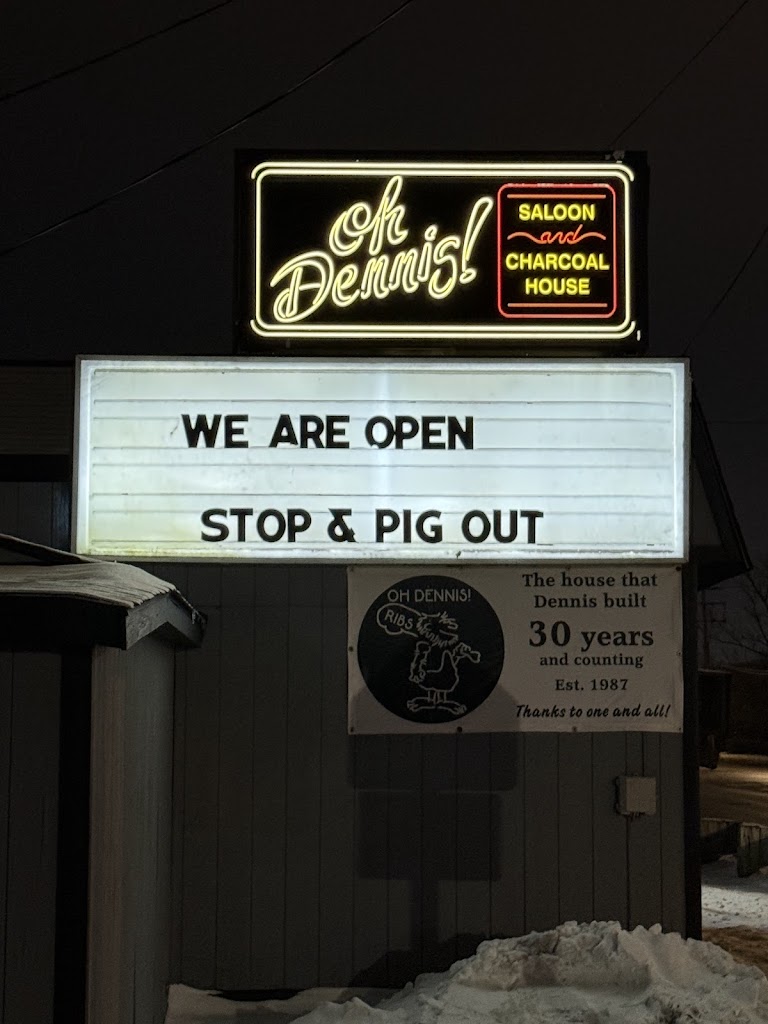 Oh
Dennis!
SALOON
and
CHARCOAL
HOUSE
WE ARE OPEN
STOP & PIG OUT
OH DENNIS!
RIBS
The house that
Dennis built
30 years
and counting
Est. 1987
Thanks to one and all!